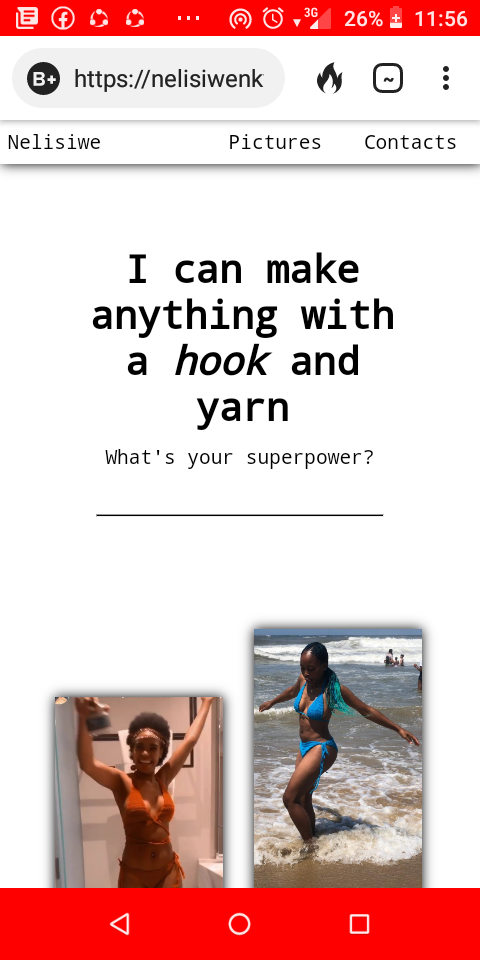 3G 26% 11:56
B+ https://nelisiwenk
Nelisiwe Pictures Contacts
I can make
anything with
a hook and
yarn
What's your superpower?